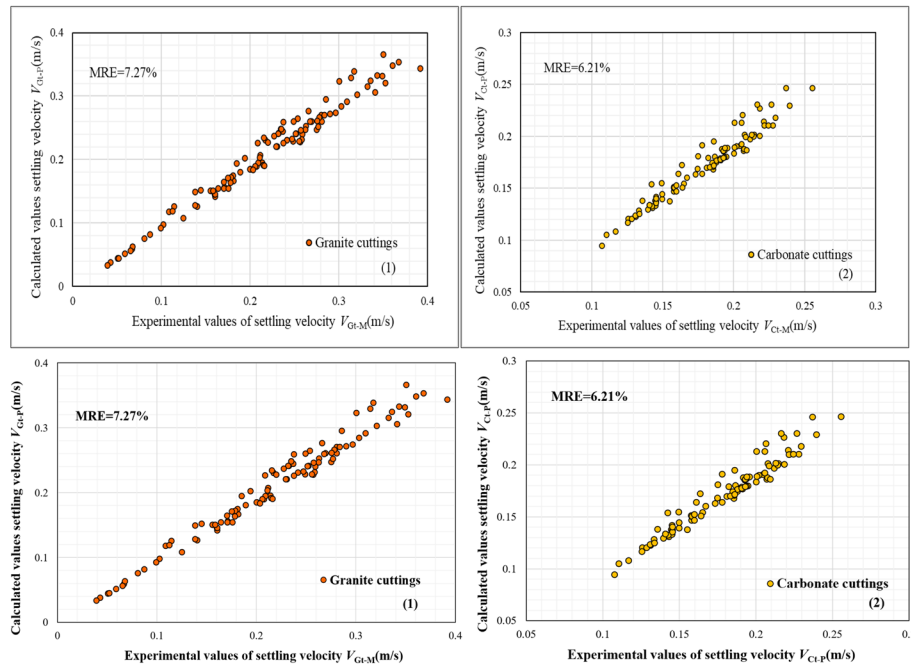 0.4
0.3
0.2
0.1
0
0
0.1
0.2
0.3
0.4
Calculated values settling velocity VGt-P(m/s)
MRE=7.27%
Granite cuttings
(1)
Experimental values of settling velocity VGt-M(m/s)
0.3
0.25
0.2
0.15
0.1
0.05
0.05
0.1
0.15
0.2
0.25
0.3
Calculated values settling velocity VCt-P(m/s)
MRE=6.21%
Carbonate cuttings
(2)
Experimental values of settling velocity VCt-M(m/s)
0.4
0.3
0.2
0.1
0
0
0.1
0.2
0.3
0.4
Calculated values settling velocity VGt-P(m/s)
MRE=7.27%
Granite cuttings
(1)
Experimental values of settling velocity VGt-M(m/s)
0.3
0.25
0.2
0.15
0.1
0.05
0.05
0.1
0.15
0.2
0.25
Calculated values settling velocity VCt-P(m/s)
MRE=6.21%
Carbonate cuttings
(2)
Experimental values of settling velocity VCt-P(m/s)